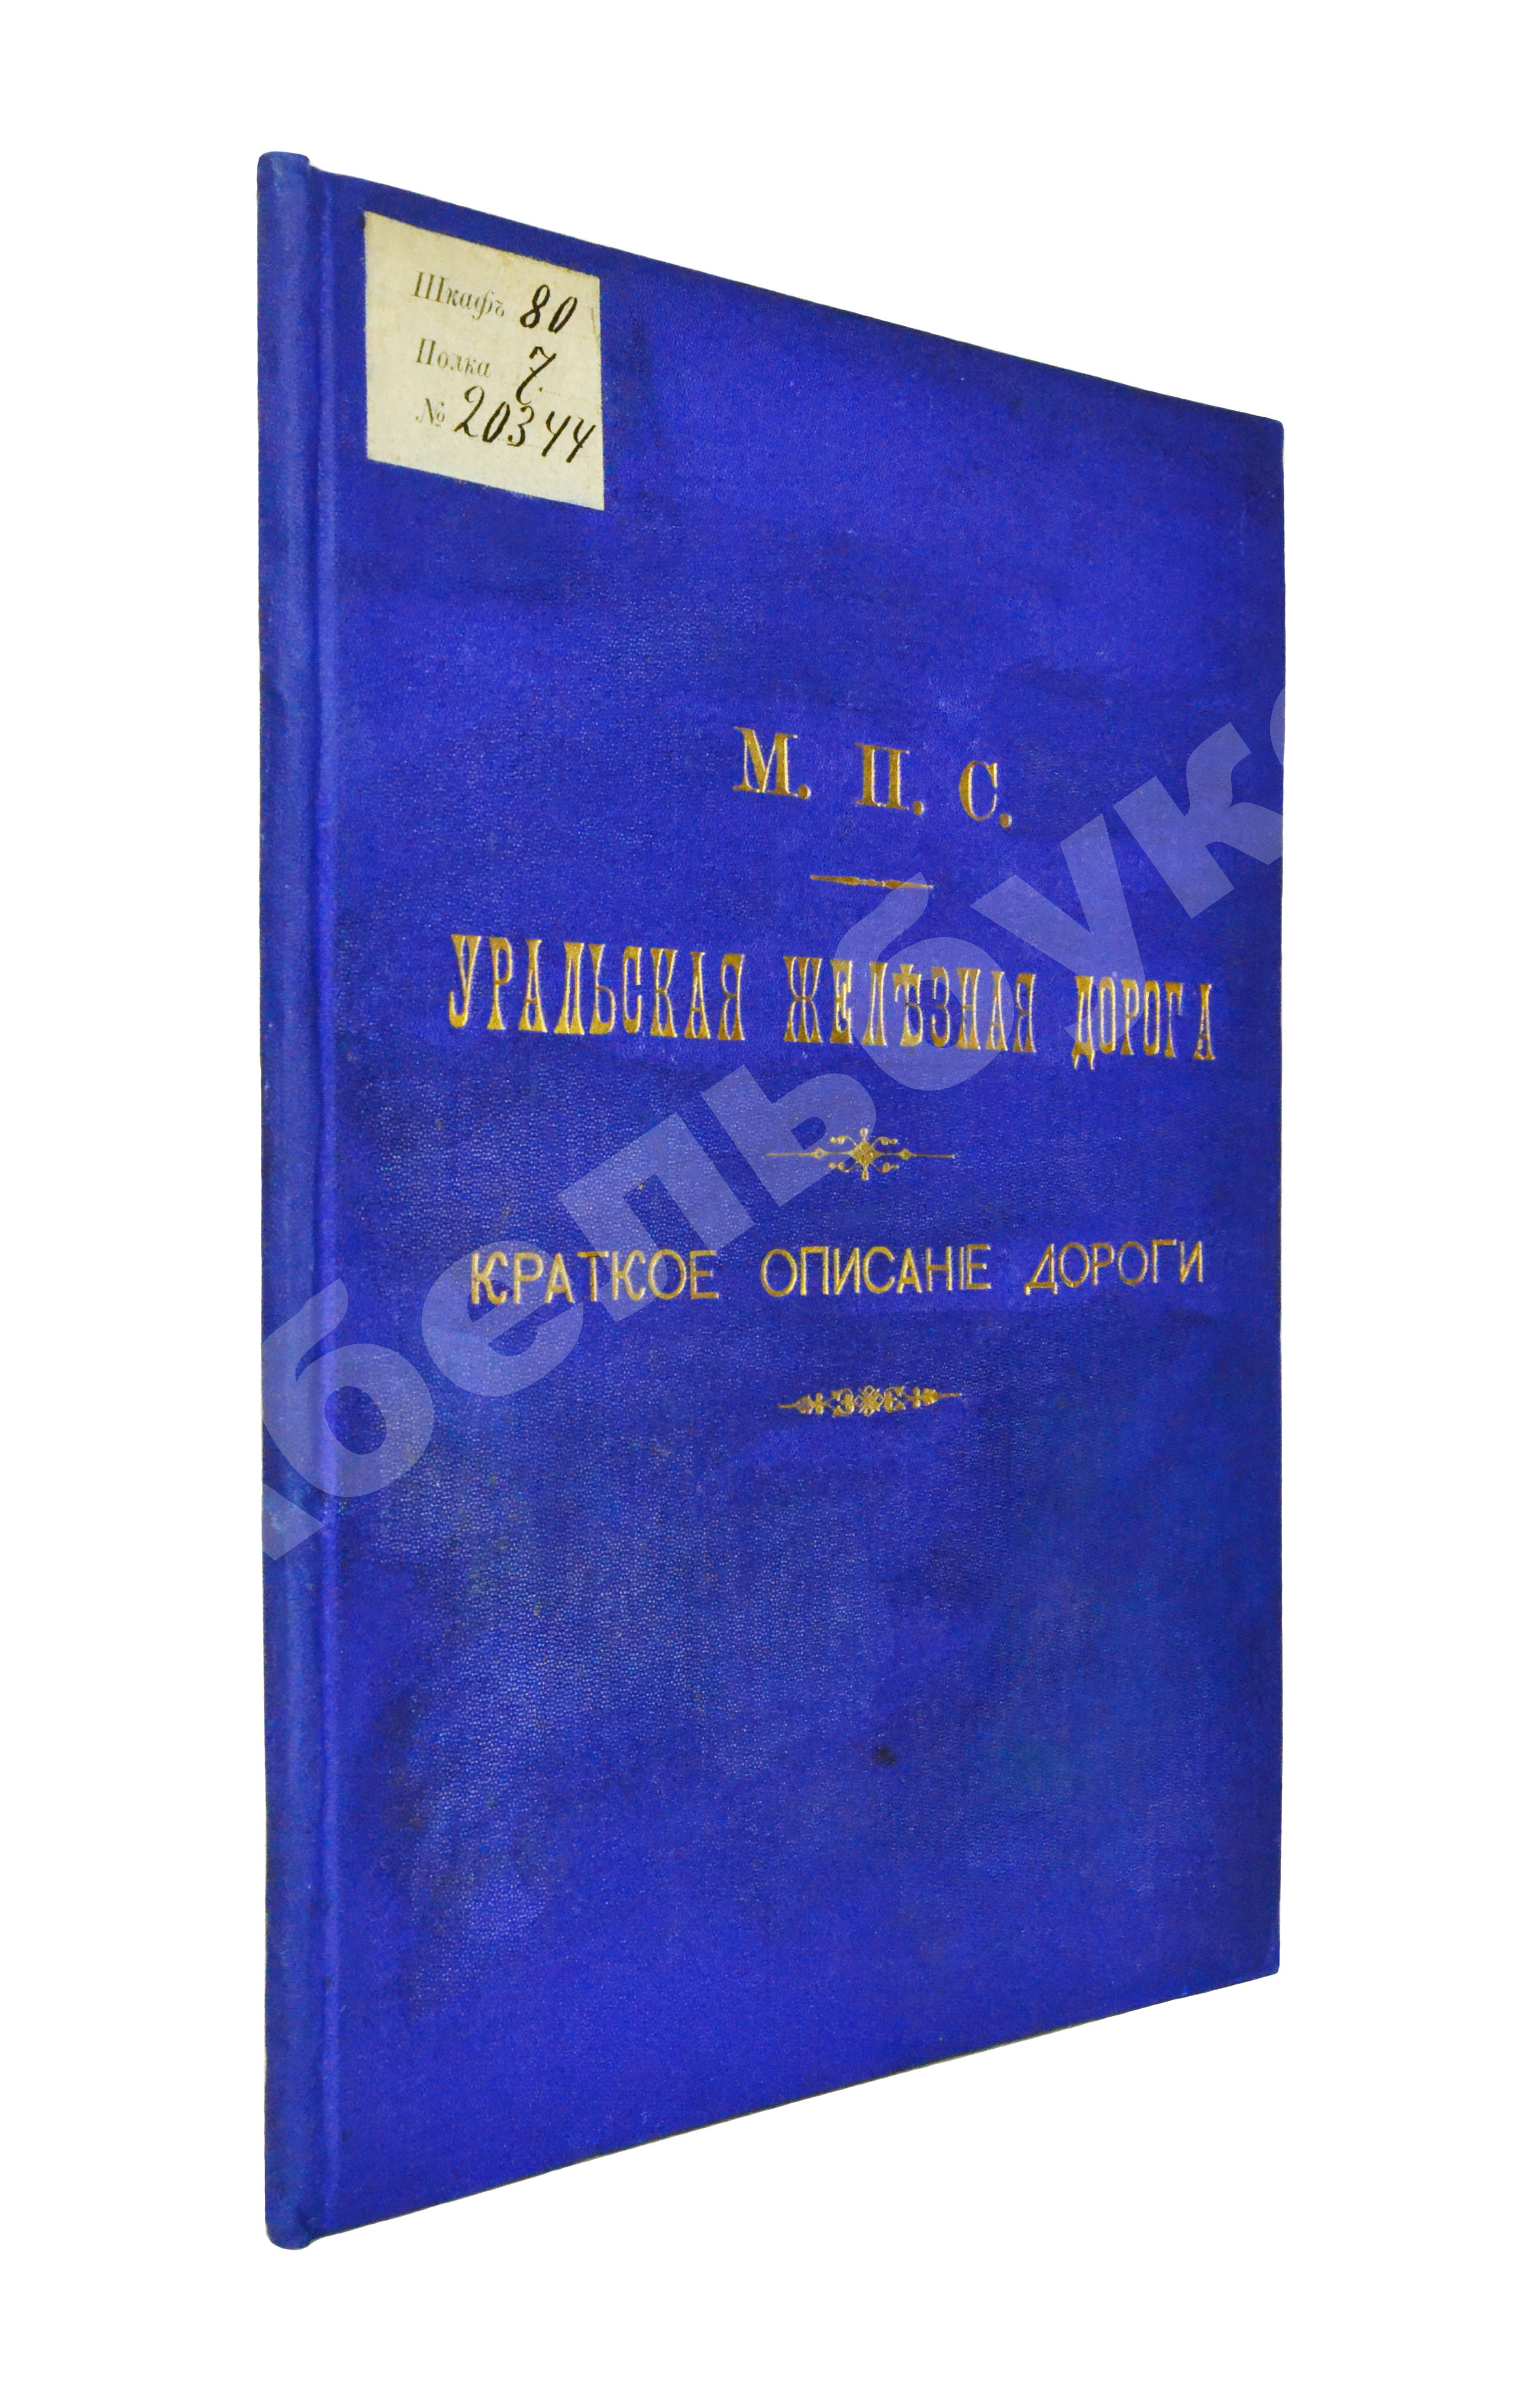 Шкафъ 80
Полка 7
№ 20344
М. П. С.
УРАЛЬСКАЯ ЖЕЛѢЗНАЯ ДОРОГА
КРАТКОЕ ОПИСАНІЕ ДОРОГИ